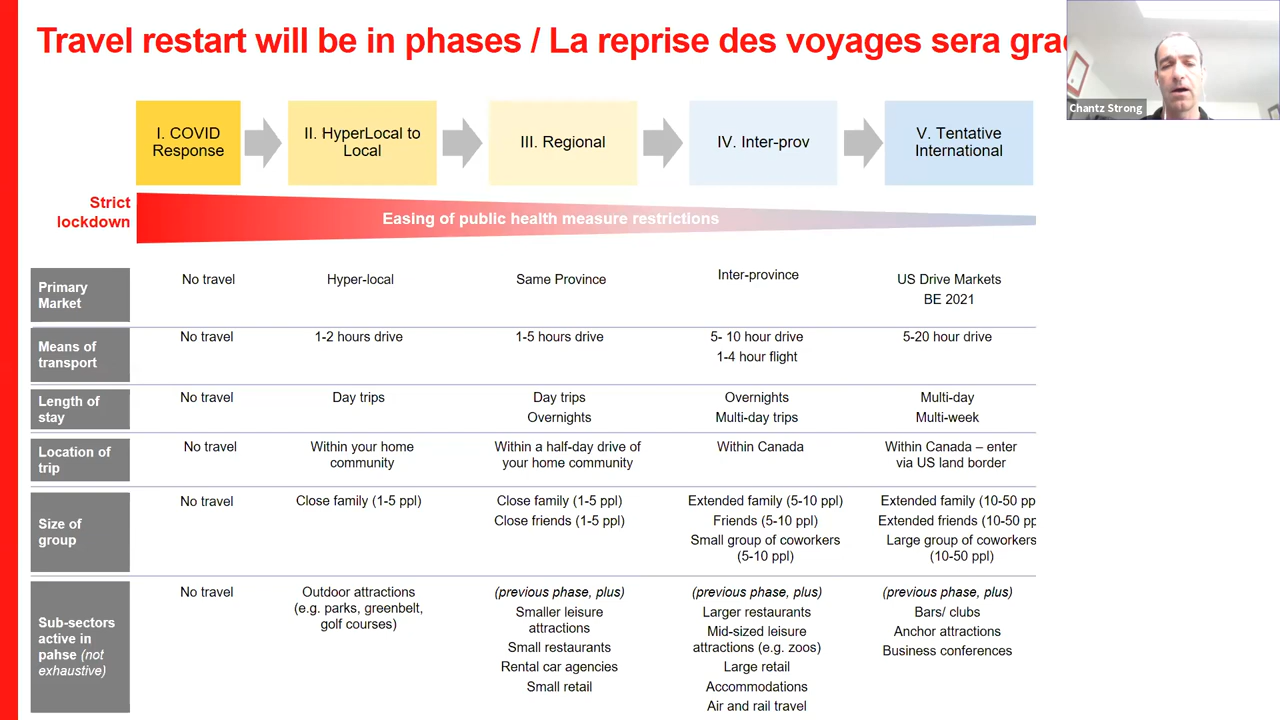 Travel restart will be in phases / La reprise des voyages sera
Chantz Strong
I. COVID
Response
II. HyperLocal to
Local
III. Regional
IV. Inter-prov
V. Tentative
International
Strict
lockdown
Easing of public health measure restrictions
Primary
Market
No travel
Hyper-local
Same Province
Inter-province
US Drive Markets
BE 2021
Means of
transport
No travel
1-2 hours drive
1-5 hours drive
5- 10 hour drive
1-4 hour flight
5-20 hour drive
Length of
stay
No travel
Day trips
Day trips
Overnights
Overnights
Multi-day trips
Multi-day
Multi-week
Location of
trip
No travel
Within your home
community
Within a half-day drive of
your home community
Within Canada
Within Canada – enter
via US land border
Size of
group
No travel
Close family (1-5 ppl)
Close family (1-5 ppl)
Close friends (1-5 ppl)
Extended family (5-10 ppl)
Friends (5-10 ppl)
Small group of coworkers
(5-10 ppl)
Extended family (10-50 pp
Extended friends (10-50 pp
Large group of coworkers
(10-50 ppl)
Sub-sectors
active in
pahse (not
exhaustive)
No travel
Outdoor attractions
(e.g. parks, greenbelt,
golf courses)
(previous phase, plus)
Smaller leisure
attractions
Small restaurants
Rental car agencies
Small retail
(previous phase, plus)
Larger restaurants
Mid-sized leisure
attractions (e.g. zoos)
Large retail
Accommodations
Air and rail travel
(previous phase, plus)
Bars/ clubs
Anchor attractions
Business conferences